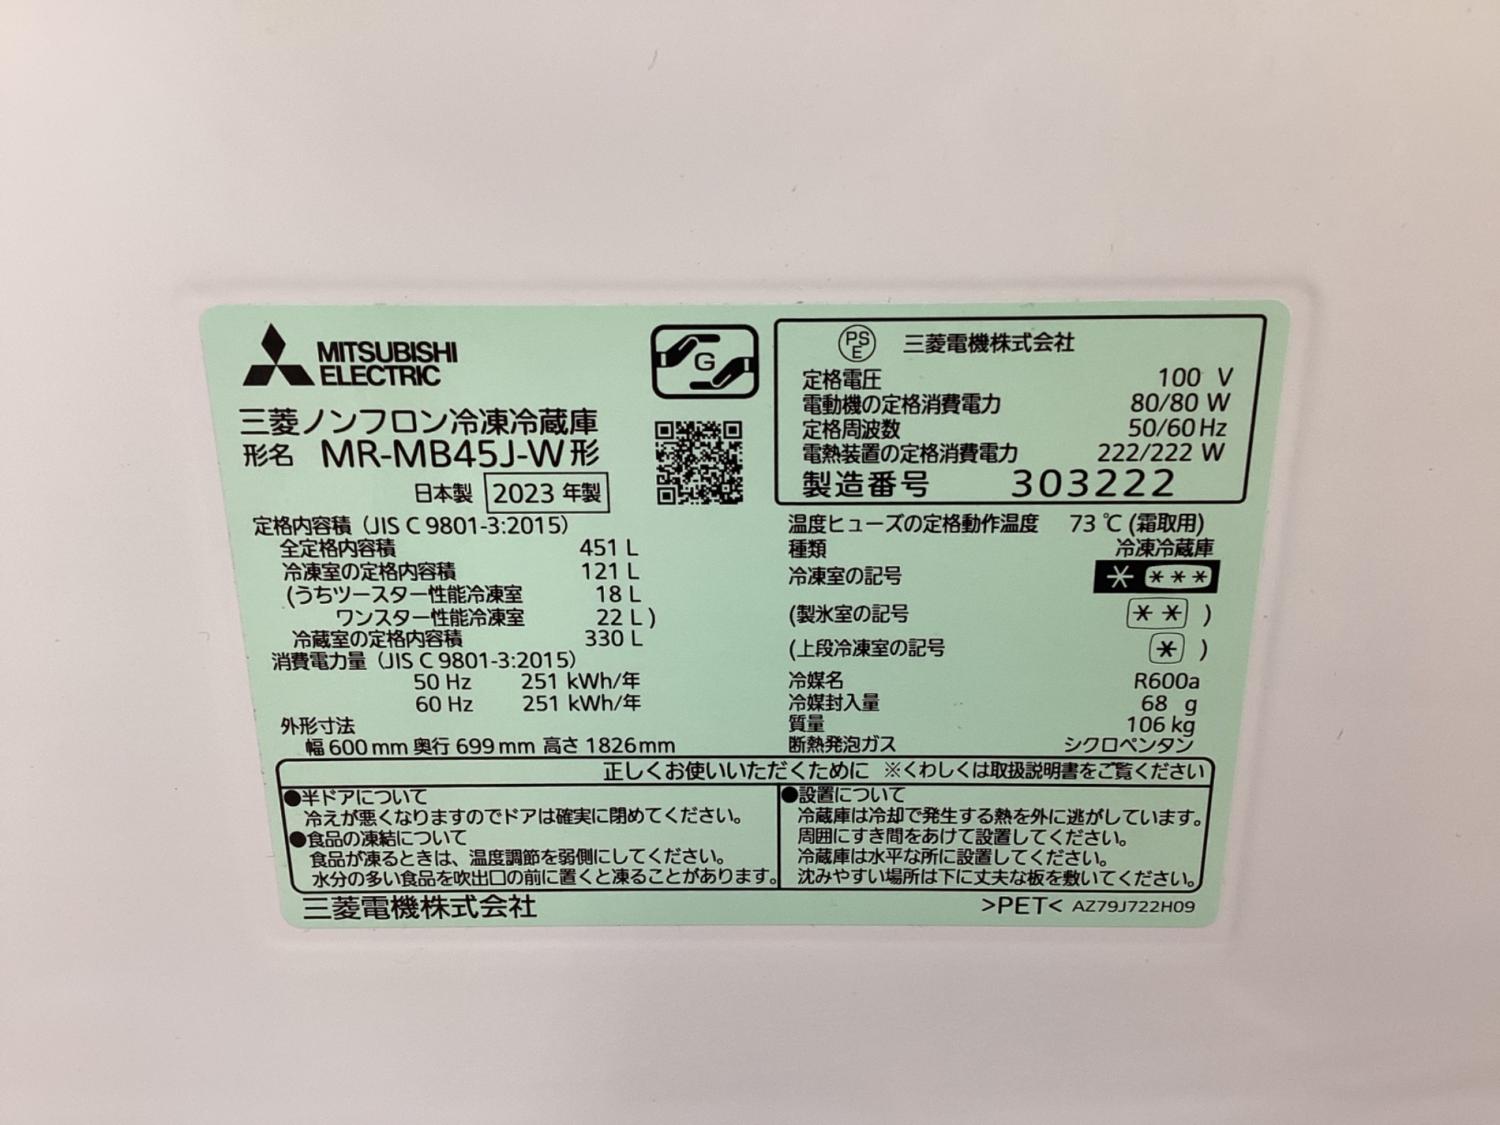 MITSUBISHI
ELECTRIC
G
三菱ノンフロン冷凍冷蔵庫
形名 MR-MB45J-W形
日本製 2023 年製
定格内容積（JIS C 9801-3:2015）
全定格内容積 451 L
冷凍室の定格内容積 121 L
(うちツースター性能冷凍室 18 L
ワンスター性能冷凍室 22 L )
冷蔵室の定格内容積 330 L
消費電力量（JIS C 9801-3:2015）
50 Hz 251 kWh/年
60 Hz 251 kWh/年
外形寸法
幅 600 mm 奥行 699 mm 高さ 1826 mm
PS
E
三菱電機株式会社
定格電圧 100 V
電動機の定格消費電力 80/80 W
定格周波数 50/60 Hz
電熱装置の定格消費電力 222/222 W
製造番号 303222
温度ヒューズの定格動作温度 73 ℃ (霜取用)
種類 冷凍冷蔵庫
冷凍室の記号 * ***
(製氷室の記号 ** )
(上段冷凍室の記号 * )
冷媒名 R600a
冷媒封入量 68 g
質量 106 kg
断熱発泡ガス シクロペンタン
正しくお使いいただくために ※くわしくは取扱説明書をご覧ください
●半ドアについて
冷えが悪くなりますのでドアは確実に閉めてください。
●食品の凍結について
食品が凍るときは、温度調節を弱側にしてください。
水分の多い食品を吹出口の前に置くと凍ることがあります。
●設置について
冷蔵庫は冷却で発生する熱を外に逃がしています。
周囲にすき間をあけて設置してください。
冷蔵庫は水平な所に設置してください。
沈みやすい場所は下に丈夫な板を敷いてください。
三菱電機株式会社
>PET< AZ79J722H09